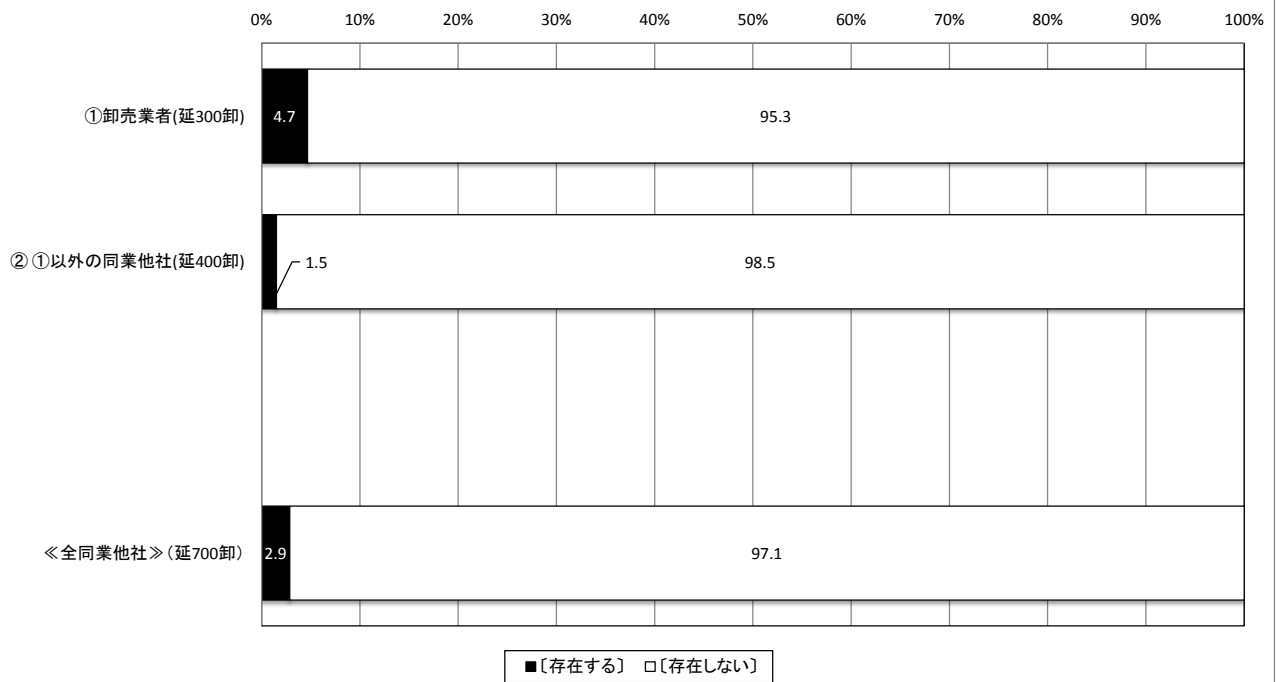 0% 10% 20% 30% 40% 50% 60% 70% 80% 90% 100%
①卸売業者(延300卸) 4.7 95.3
② ①以外の同業他社(延400卸) 1.5 98.5
≪全同業他社≫(延700卸) 2.9 97.1
■〔存在する〕 □〔存在しない〕